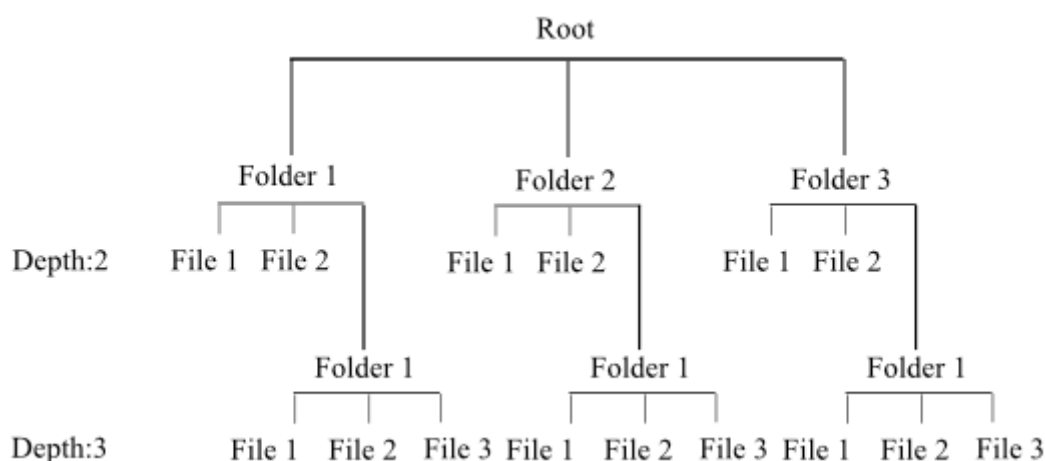 Root
Folder 1 Folder 2 Folder 3
Depth:2 File 1 File 2 File 1 File 2 File 1 File 2
Folder 1 Folder 1 Folder 1
Depth:3 File 1 File 2 File 3 File 1 File 2 File 3 File 1 File 2 File 3